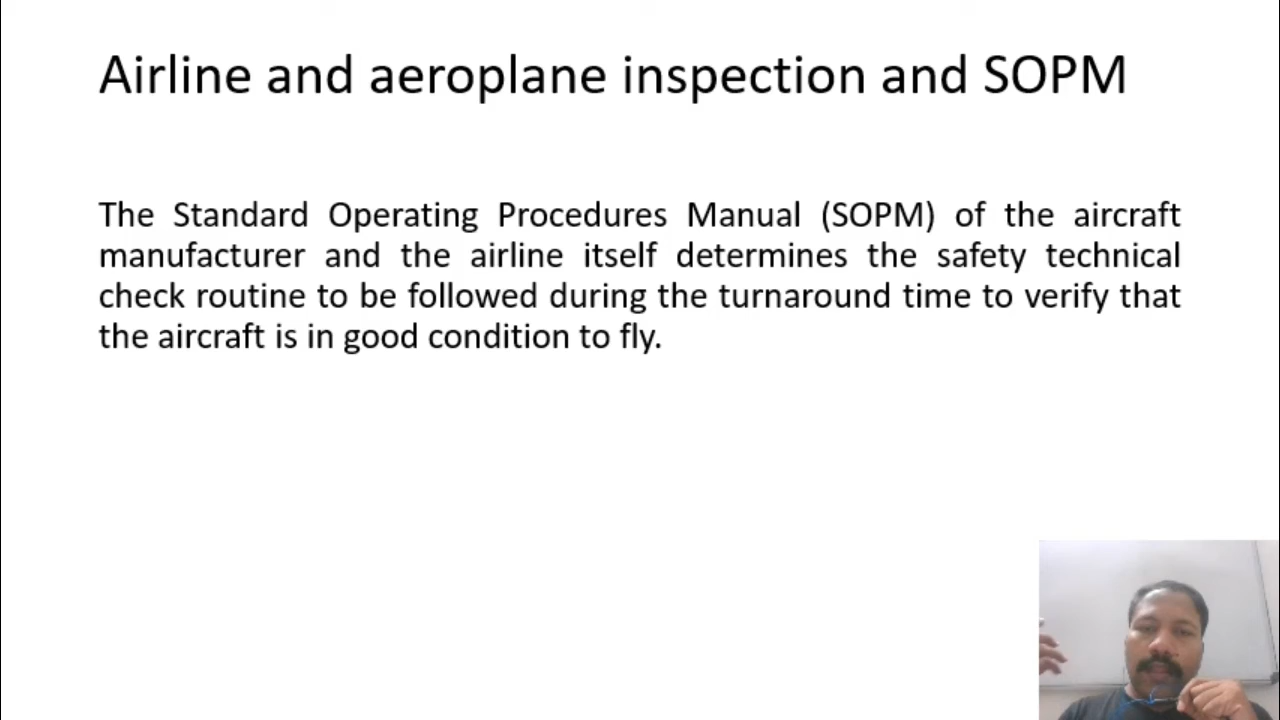 Airline and aeroplane inspection and SOPM
The Standard Operating Procedures Manual (SOPM) of the aircraft
manufacturer and the airline itself determines the safety technical
check routine to be followed during the turnaround time to verify that
the aircraft is in good condition to fly.